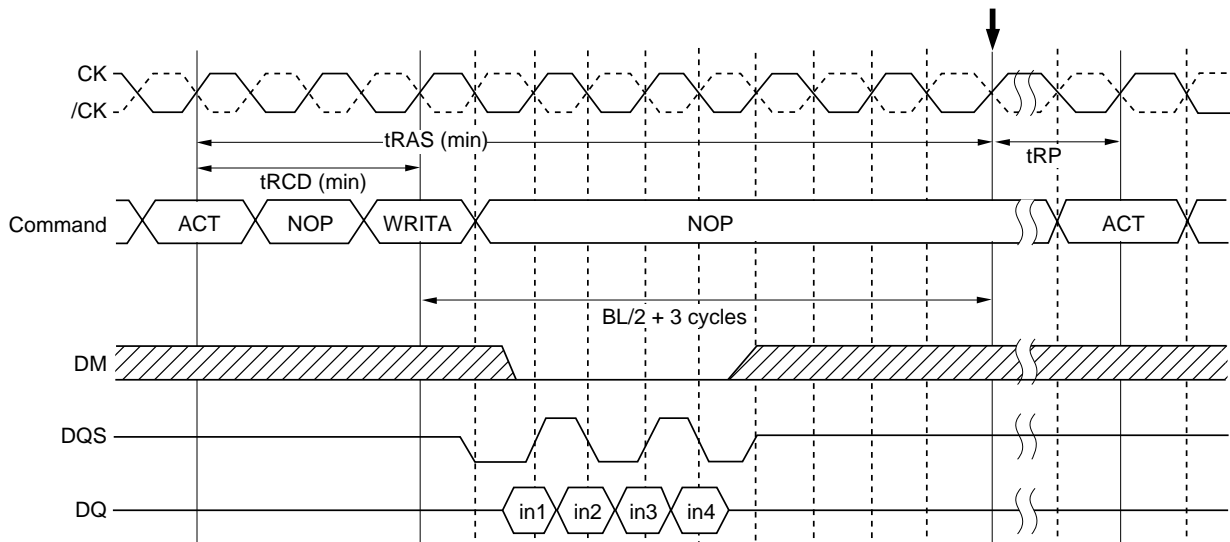 CK
/CK
tRAS (min)
tRP
tRCD (min)
Command ACT NOP WRITA NOP ACT
BL/2 + 3 cycles
DM
DQS
DQ in1 in2 in3 in4